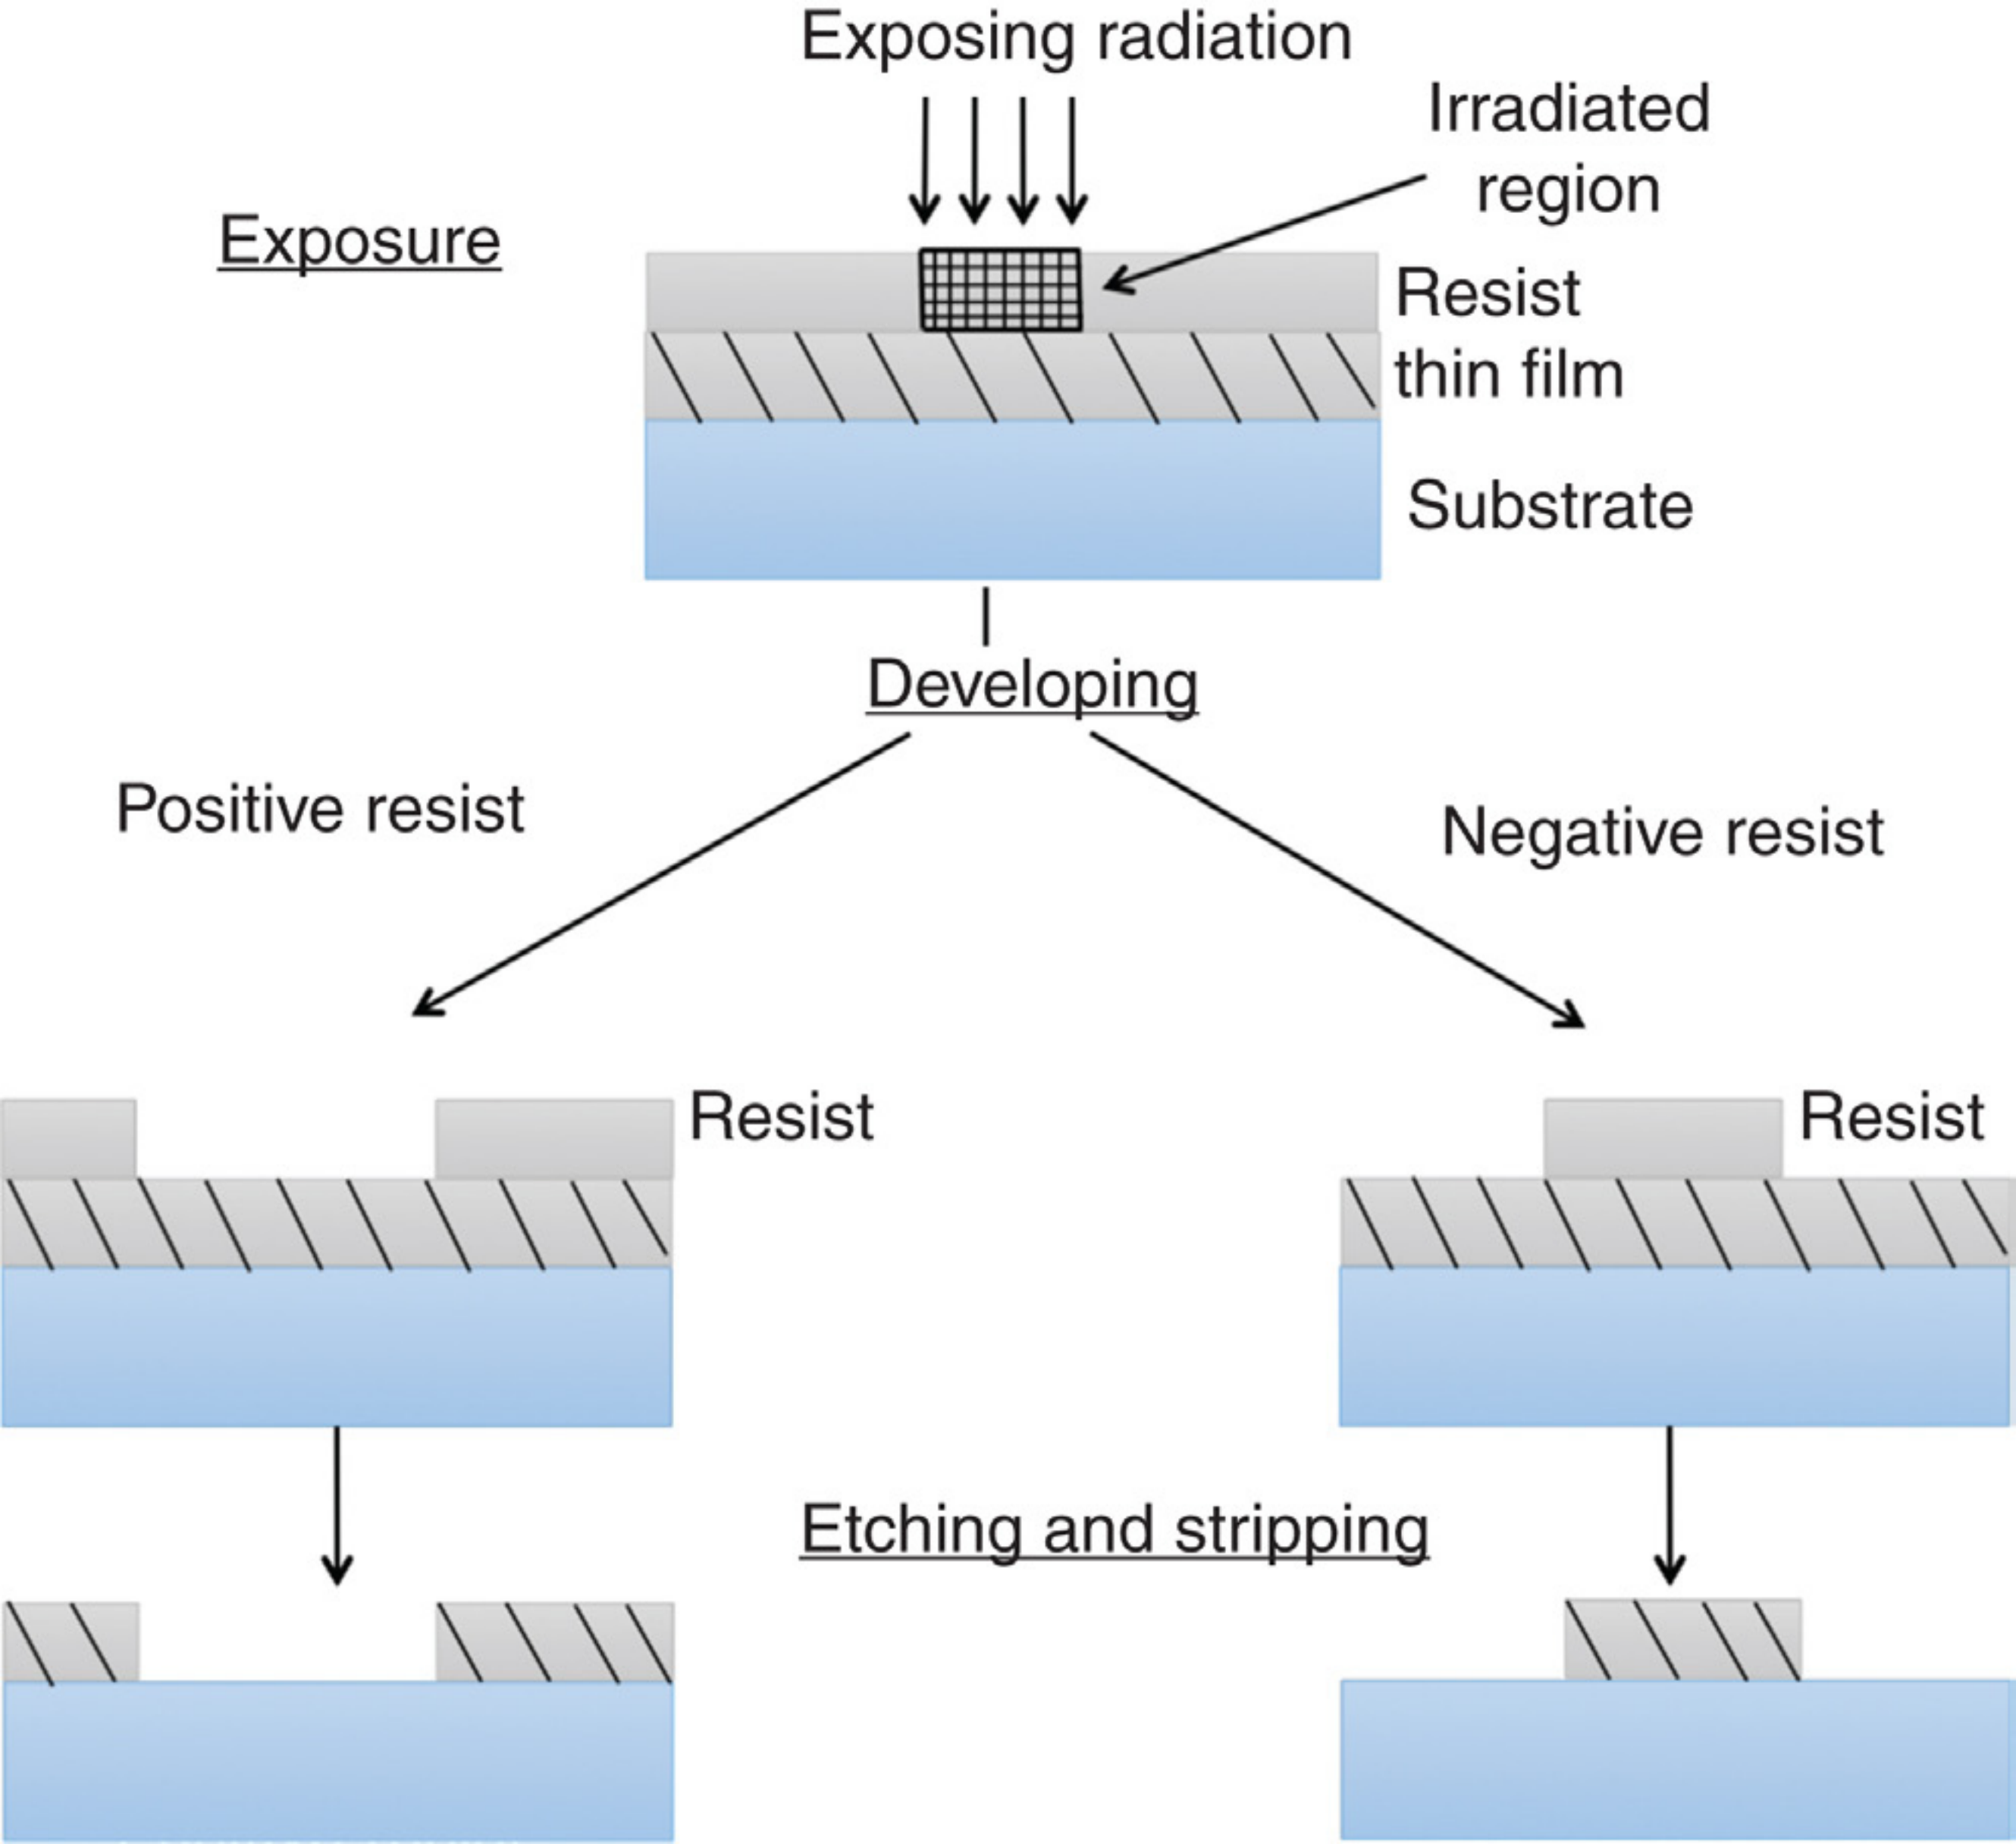 Exposing radiation
Irradiated
region
Exposure
Resist
thin film
Substrate
Developing
Positive resist
Negative resist
Resist
Resist
Etching and stripping